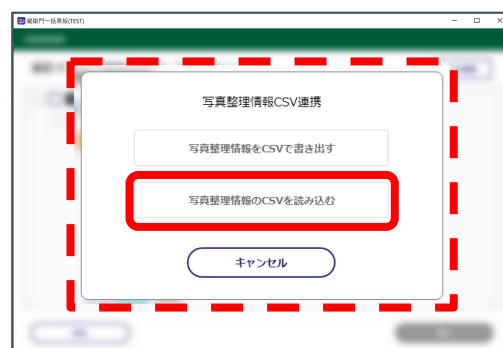 蔵衛門一括黒板(TEST)
写真整理情報CSV連携
写真整理情報をCSVで書き出す
写真整理情報のCSVを読み込む
キャンセル